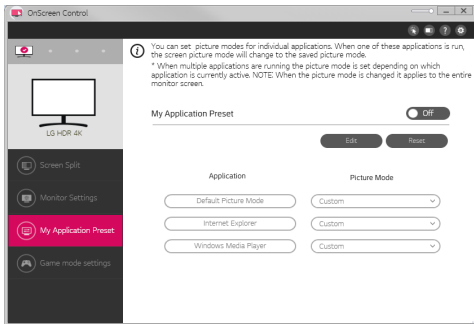 OnScreen Control
You can set picture modes for individual applications. When one of these applications is run,
the screen picture mode will change to the saved picture mode.
* When multiple applications are running the picture mode is set depending on which
application is currently active. NOTE: When the picture mode is changed it applies to the entire
monitor screen.
LG HDR 4K
My Application Preset
Off
Edit
Reset
Screen Split
Monitor Settings
My Application Preset
Game mode settings
Application
Picture Mode
Default Picture Mode
Custom
Internet Explorer
Custom
Windows Media Player
Custom